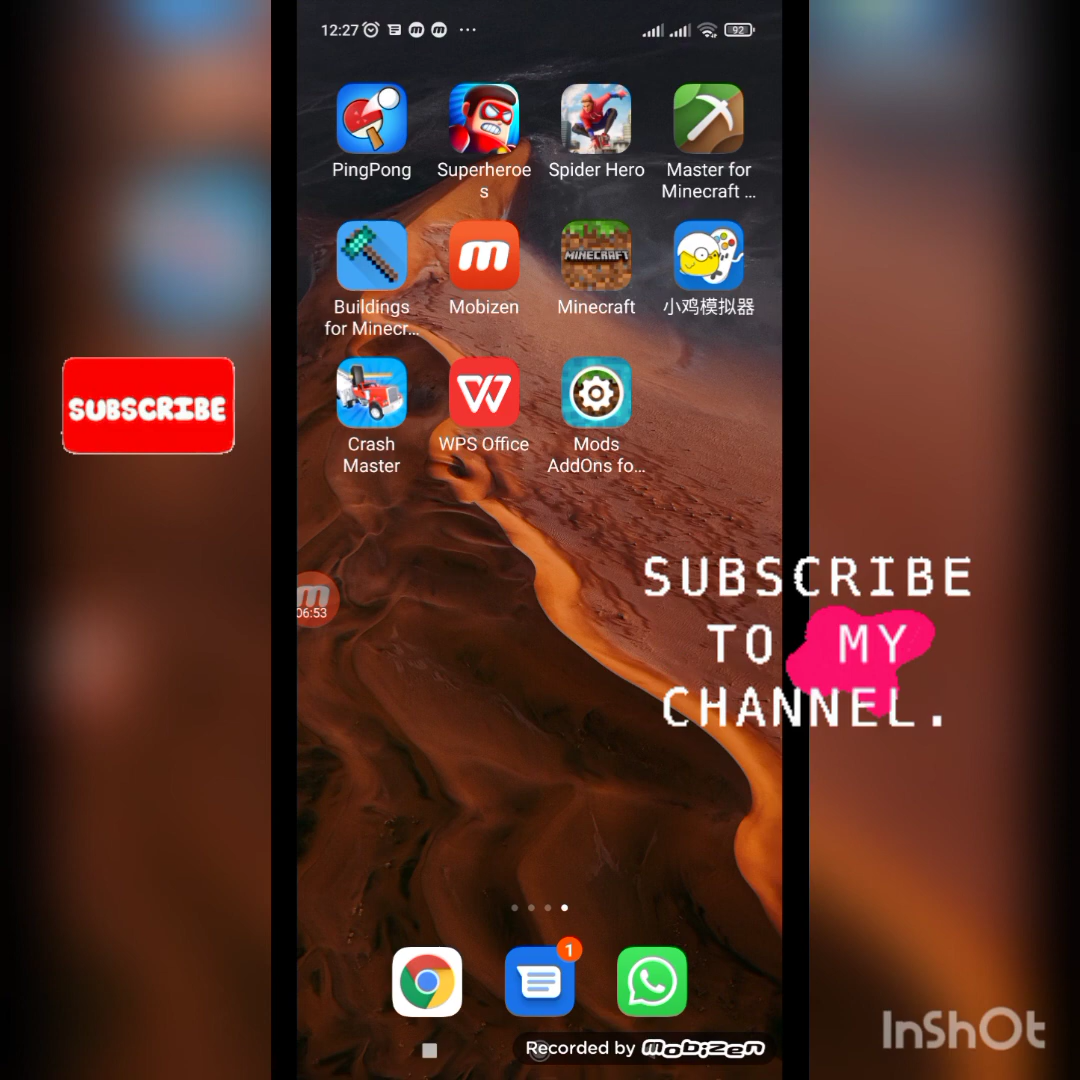 12:27
92
PingPong
Superheroe
s
Spider Hero
Master for
Minecraft ...
MINECRAFT
Buildings
for Minecr...
Mobizen
Minecraft
小鸡模拟器
SUBSCRIBE
Crash
Master
WPS Office
Mods
AddOns fo...
06:53
SUBSCRIBE
TO MY
CHANNEL.
1
InShOt
Recorded by mobizen